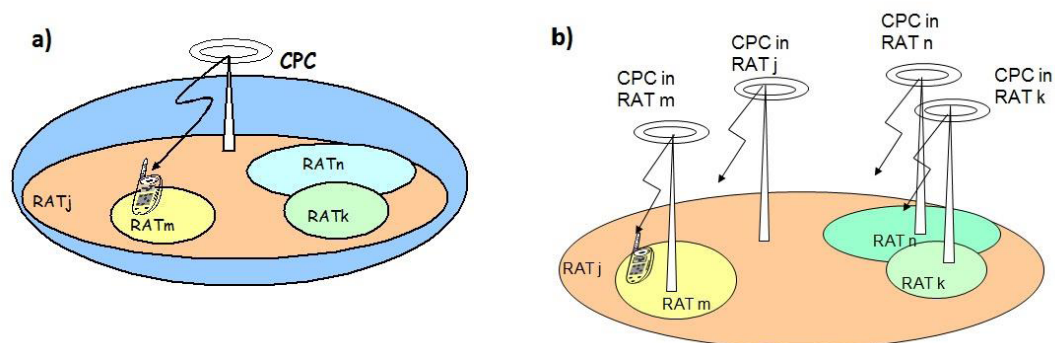 a)
CPC
RATj
RATm
RATn
RATk
b)
CPC in
RAT m
CPC in
RAT j
CPC in
RAT n
CPC in
RAT k
RAT j
RAT m
RAT n
RAT k